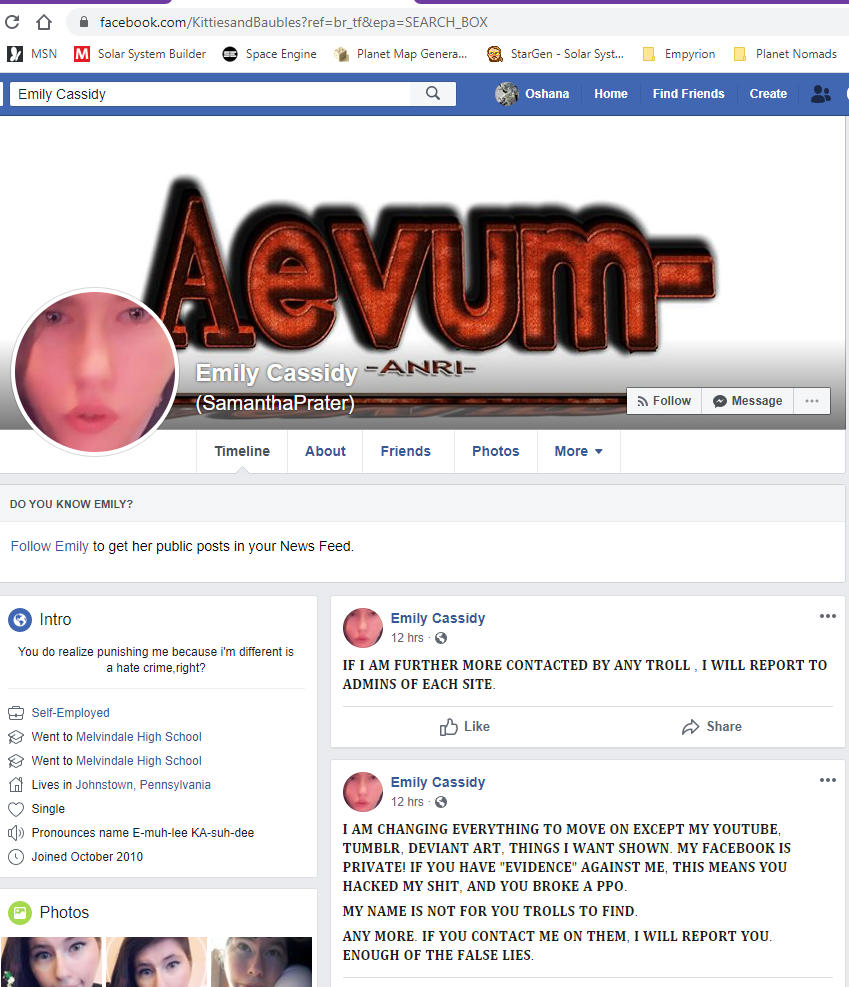 facebook.com/KittiesandBaubles?ref=br_tf&epa=SEARCH_BOX
MSN Solar System Builder Space Engine Planet Map Genera... StarGen - Solar Syst... Empyrion Planet Nomads
Emily Cassidy
Oshana Home Find Friends Create
Aevum-
-ANRI-
Emily Cassidy
(SamanthaPrater)
Follow Message ...
Timeline About Friends Photos More
DO YOU KNOW EMILY?
Follow Emily to get her public posts in your News Feed.
Intro
You do realize punishing me because i'm different is
a hate crime,right?
Self-Employed
Went to Melvindale High School
Went to Melvindale High School
Lives in Johnstown, Pennsylvania
Single
Pronounces name E-muh-lee KA-suh-dee
Joined October 2010
Photos
Emily Cassidy
12 hrs ·
IF I AM FURTHER MORE CONTACTED BY ANY TROLL , I WILL REPORT TO
ADMINS OF EACH SITE.
Like Share
Emily Cassidy
12 hrs ·
I AM CHANGING EVERYTHING TO MOVE ON EXCEPT MY YOUTUBE,
TUMBLR, DEVIANT ART, THINGS I WANT SHOWN. MY FACEBOOK IS
PRIVATE! IF YOU HAVE "EVIDENCE" AGAINST ME, THIS MEANS YOU
HACKED MY SHIT, AND YOU BROKE A PPO.
MY NAME IS NOT FOR YOU TROLLS TO FIND.
ANY MORE. IF YOU CONTACT ME ON THEM, I WILL REPORT YOU.
ENOUGH OF THE FALSE LIES.